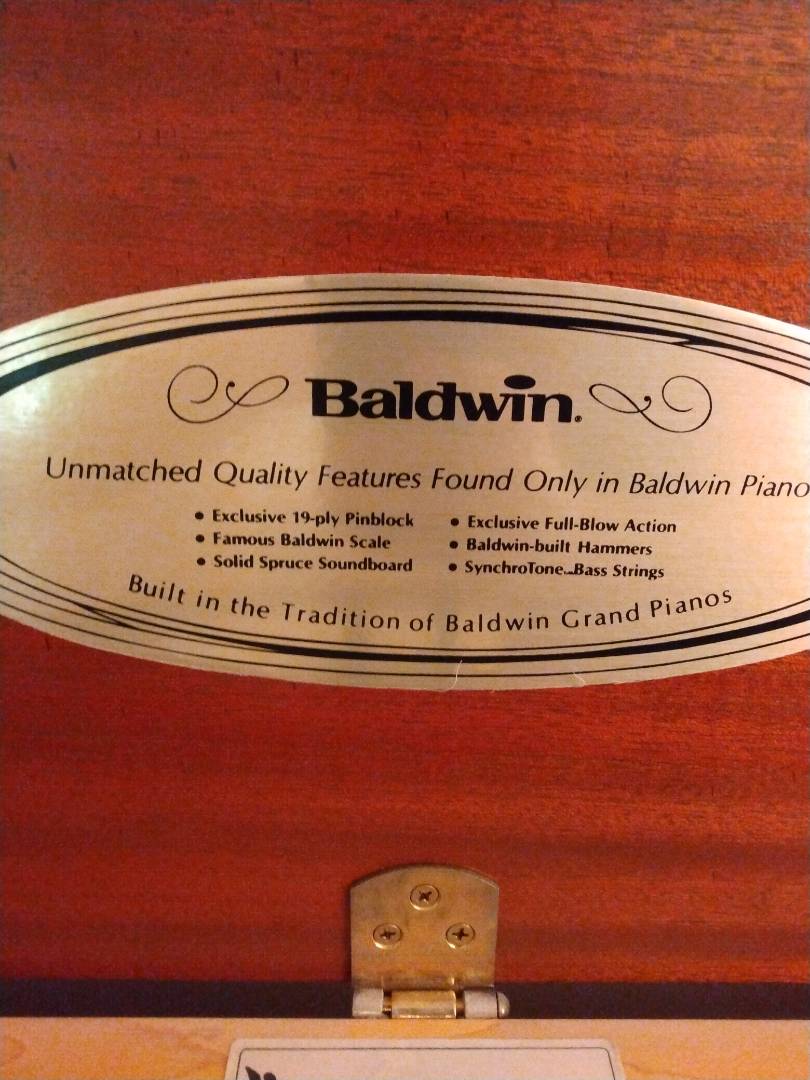 Baldwin®
Unmatched Quality Features Found Only in Baldwin Piano
• Exclusive 19-ply Pinblock
• Famous Baldwin Scale
• Solid Spruce Soundboard
• Exclusive Full-Blow Action
• Baldwin-built Hammers
• SynchroTone™ Bass Strings
Built in the Tradition of Baldwin Grand Pianos